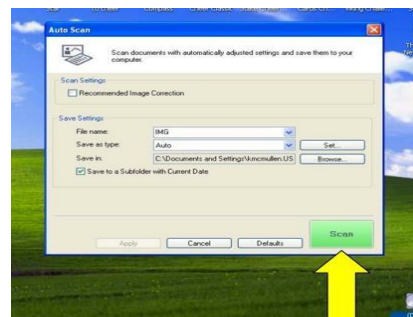 Auto Scan
Scan documents with automatically adjusted settings and save them to your
computer.
Scan Settings
Recommended Image Correction
Save Settings
File name: IMG
Save as type: Auto Set...
Save in: C:\Documents and Settings\kmcmullen.US Browse...
Save to a Subfolder with Current Date
Apply Cancel Defaults Scan